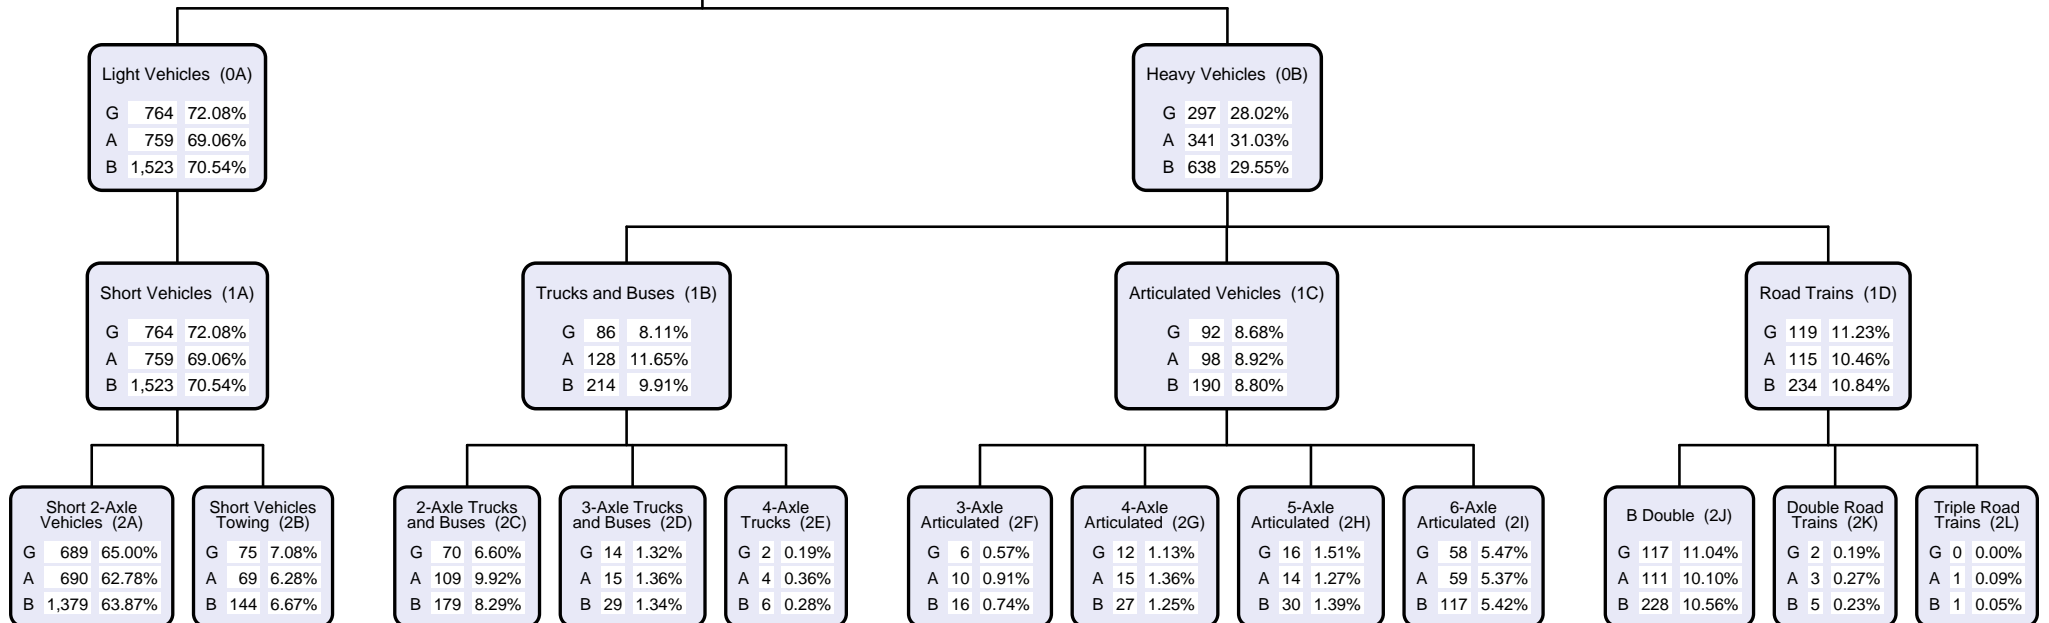 Light Vehicles (0A)
G 764 72.08%
A 759 69.06%
B 1,523 70.54%
Heavy Vehicles (0B)
G 297 28.02%
A 341 31.03%
B 638 29.55%
Short Vehicles (1A)
G 764 72.08%
A 759 69.06%
B 1,523 70.54%
Trucks and Buses (1B)
G 86 8.11%
A 128 11.65%
B 214 9.91%
Articulated Vehicles (1C)
G 92 8.68%
A 98 8.92%
B 190 8.80%
Road Trains (1D)
G 119 11.23%
A 115 10.46%
B 234 10.84%
Short 2-Axle
Vehicles (2A)
G 689 65.00%
A 690 62.78%
B 1,379 63.87%
Short Vehicles
Towing (2B)
G 75 7.08%
A 69 6.28%
B 144 6.67%
2-Axle Trucks
and Buses (2C)
G 70 6.60%
A 109 9.92%
B 179 8.29%
3-Axle Trucks
and Buses (2D)
G 14 1.32%
A 15 1.36%
B 29 1.34%
4-Axle
Trucks (2E)
G 2 0.19%
A 4 0.36%
B 6 0.28%
3-Axle
Articulated (2F)
G 6 0.57%
A 10 0.91%
B 16 0.74%
4-Axle
Articulated (2G)
G 12 1.13%
A 15 1.36%
B 27 1.25%
5-Axle
Articulated (2H)
G 16 1.51%
A 14 1.27%
B 30 1.39%
6-Axle
Articulated (2I)
G 58 5.47%
A 59 5.37%
B 117 5.42%
B Double (2J)
G 117 11.04%
A 111 10.10%
B 228 10.56%
Double Road
Trains (2K)
G 2 0.19%
A 3 0.27%
B 5 0.23%
Triple Road
Trains (2L)
G 0 0.00%
A 1 0.09%
B 1 0.05%